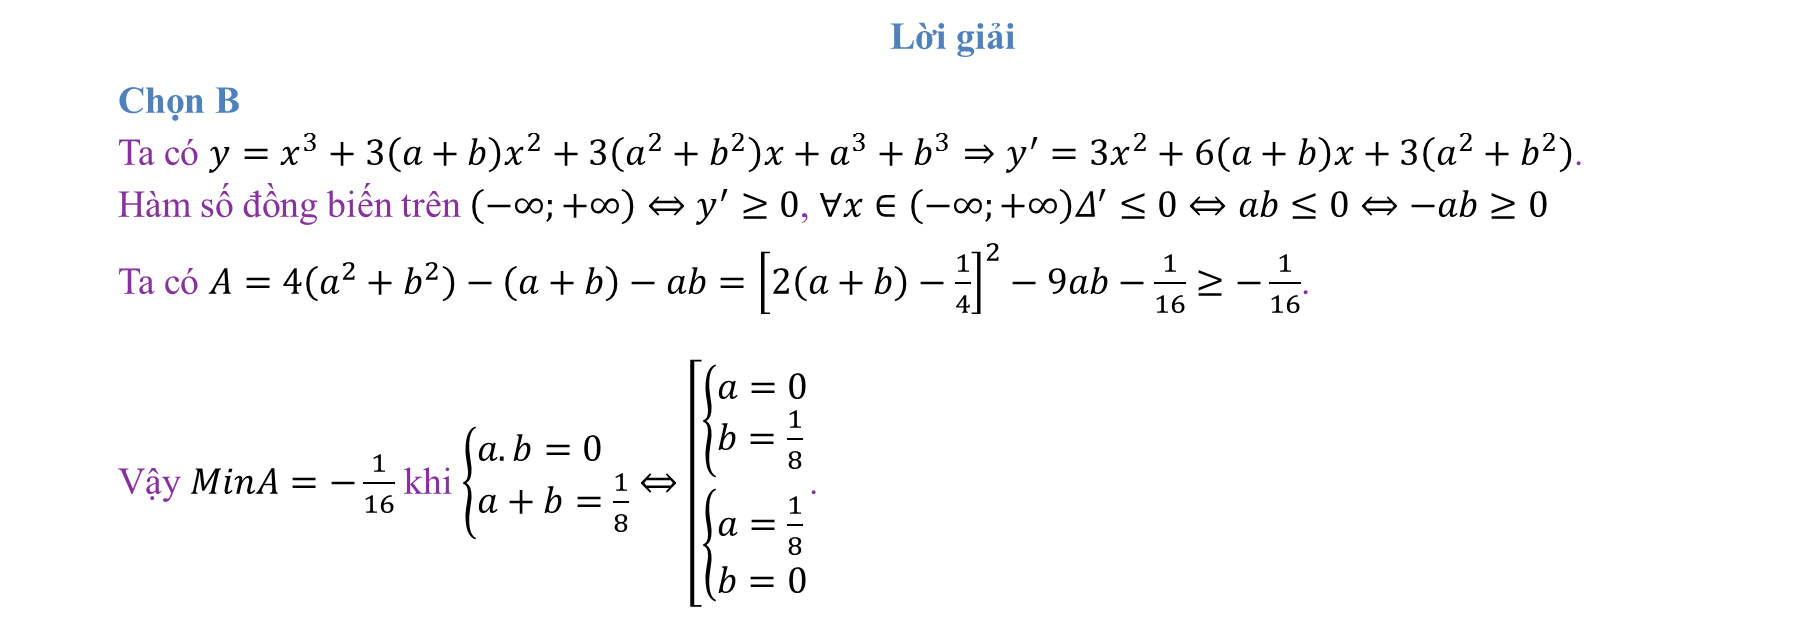 Lời giải
Chọn B
Ta có y = x³ + 3(a + b)x² + 3(a² + b²)x + a³ + b³ ⇒ y′ = 3x² + 6(a + b)x + 3(a² + b²).
Hàm số đồng biến trên (−∞; +∞) ⇔ y′ ≥ 0, ∀x ∈ (−∞; +∞)Δ′ ≤ 0 ⇔ ab ≤ 0 ⇔ −ab ≥ 0
Ta có A = 4(a² + b²) − (a + b) − ab = [2(a + b) − 1/4]² − 9ab − 1/16 ≥ −1/16.
Vậy MinA = −1/16 khi {a.b = 0; a + b = 1/8 ⇔ [{a = 0; b = 1/8 {a = 1/8; b = 0 .